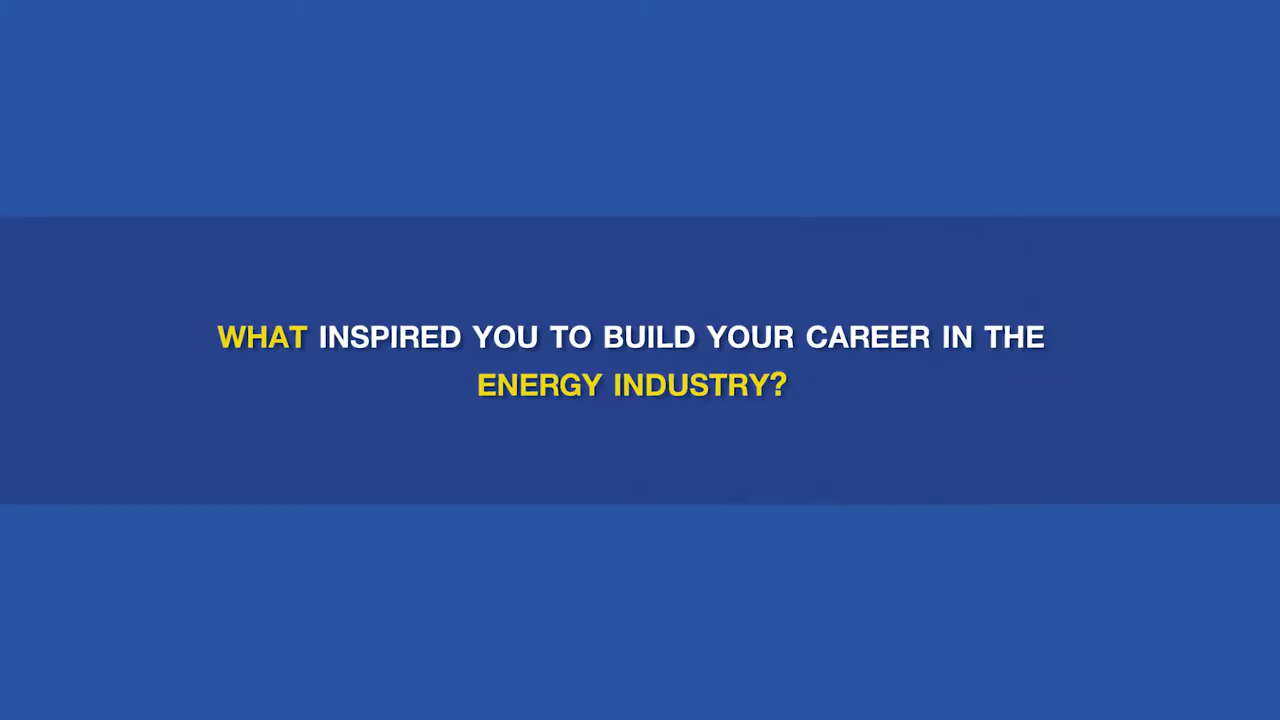 WHAT INSPIRED YOU TO BUILD YOUR CAREER IN THE
ENERGY INDUSTRY?